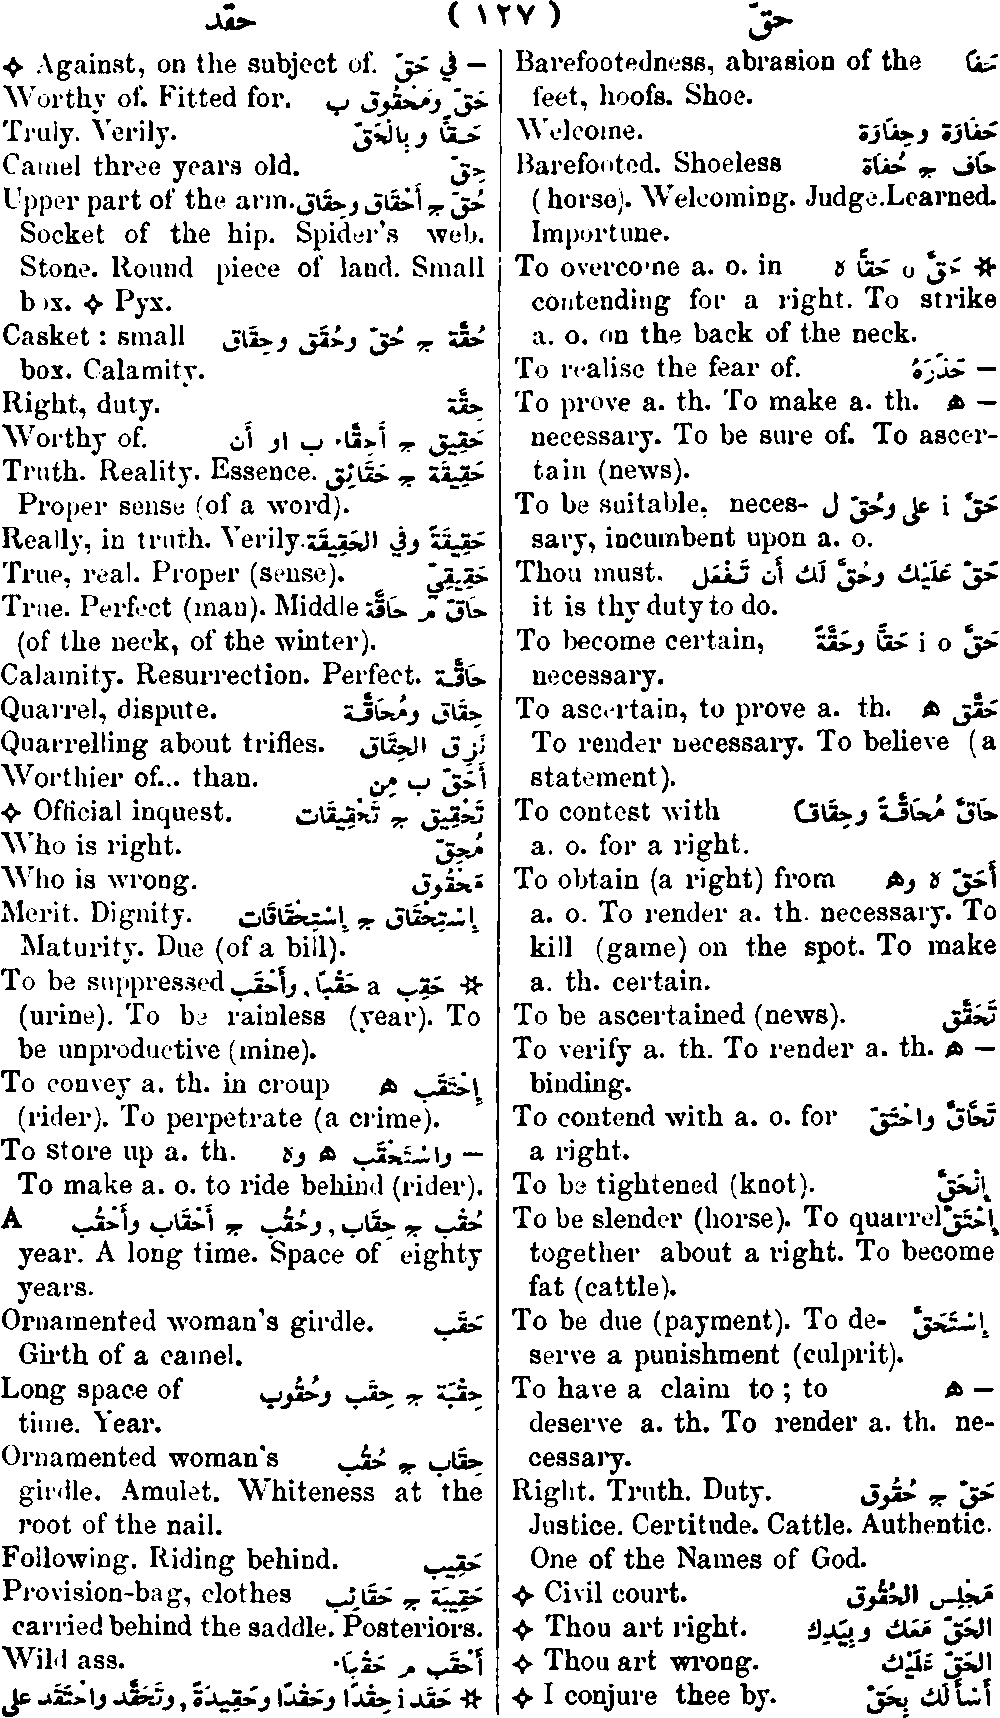 حقّ ( ١٢٧ ) حقد
Barefootedness, abrasion of the حَفًا
feet, hoofs. Shoe.
Welcome. حَفَاوَة وحِفَاوَة
Barefooted. Shoeless حَافٍ ج حُفَاة
(horse). Welcoming. Judge. Learned.
Importune.
To overcome a. o. in ✲ حَقَّ o حَقًّا ه
contending for a right. To strike
a. o. on the back of the neck.
To realise the fear of. — حَذَرَهُ
To prove a. th. To make a. th. — ه
necessary. To be sure of. To ascer-
tain (news).
To be suitable, neces- حَقَّ i على وحُقَّ ل
sary, incumbent upon a. o.
Thou must. حَقَّ عَلَيْكَ وحُقَّ لَكَ أَن تَفْعَل
it is thy duty to do.
To become certain, حَقَّ i o حَقًّا وحَقَّةً
necessary.
To ascertain, to prove a. th. حَقَّق ه
To render necessary. To believe (a
statement).
To contest with حَاقَّ مُحَاقَّةً وحِقَاقًا
a. o. for a right.
To obtain (a right) from أَحَقَّ ه وه
a. o. To render a. th. necessary. To
kill (game) on the spot. To make
a. th. certain.
To be ascertained (news). تَحَقَّق
To verify a. th. To render a. th. — ه
binding.
To contend with a. o. for تَحَاقَّ واحْتَقَّ
a right.
To be tightened (knot). إِنْحَقَّ
To be slender (horse). To quarrel إِحْتَقَّ
together about a right. To become
fat (cattle).
To be due (payment). To de- إِسْتَحَقَّ
serve a punishment (culprit).
To have a claim to ; to — ه
deserve a. th. To render a. th. ne-
cessary.
Right. Truth. Duty. حَقّ ج حُقُوق
Justice. Certitude. Cattle. Authentic.
One of the Names of God.
✧ Civil court. مَجْلِس الحُقُوق
✧ Thou art right. الحَقّ مَعَك وبِيَدِك
✧ Thou art wrong. الحَقّ عَلَيْك
✧ I conjure thee by. أَسْأَلُكَ بِحَقّ
✧ Against, on the subject of. — في حَقّ
Worthy of. Fitted for. حَقّ ومَحْقُوق ب
Truly. Verily. حَقًّا وبِالْحَقّ
Camel three years old. حِقّ
Upper part of the arm. حُقّ ج أَحْقَاق وحِقَاق
Socket of the hip. Spider's web.
Stone. Round piece of land. Small
box. ✧ Pyx.
Casket : small حُقَّة ج حُقّ وحُقَق وحِقَاق
box. Calamity.
Right, duty. حِقَّة
Worthy of. حَقِيق ج أَحِقَّاء ب او أَن
Truth. Reality. Essence. حَقِيقَة ج حَقَائِق
Proper sense (of a word).
Really, in truth. Verily. حَقِيقَةً وفي الحَقِيقَة
True, real. Proper (sense). حَقِيقِيّ
True. Perfect (man). Middle حَاقّ م حَاقَّة
(of the neck, of the winter).
Calamity. Resurrection. Perfect. حَاقَّة
Quarrel, dispute. حِقَاق ومُحَاقَّة
Quarrelling about trifles. نَزِق الحِقَاق
Worthier of... than. أَحَقّ ب مِن
✧ Official inquest. تَحْقِيق ج تَحْقِيقَات
Who is right. مُحِقّ
Who is wrong. مَحْقُوق
Merit. Dignity. إِسْتِحْقَاق ج إِسْتِحْقَاقَات
Maturity. Due (of a bill).
To be suppressed ✲ حَقِب a حَقَبًا, وأَحْقَب
(urine). To be rainless (year). To
be unproductive (mine).
To convey a. th. in croup إِحْتَقَب ه
(rider). To perpetrate (a crime).
To store up a. th. — واسْتَحْقَب ه وه
To make a. o. to ride behind (rider).
A حُقْب ج حِقَاب, وحُقُب ج أَحْقَاب وأَحْقُب
year. A long time. Space of eighty
years.
Ornamented woman's girdle. حَقَب
Girth of a camel.
Long space of حِقْبَة ج حِقَب وحُقُوب
time. Year.
Ornamented woman's حِقَاب ج حُقُب
girdle. Amulet. Whiteness at the
root of the nail.
Following. Riding behind. حَقِيب
Provision-bag, clothes حَقِيبَة ج حَقَائِب
carried behind the saddle. Posteriors.
Wild ass. أَحْقَب م حَقْبَاء
✲ حَقَد i حِقْدًا وحَقْدًا وحَقِيدَةً, وتَحَقَّد واحْتَقَد على